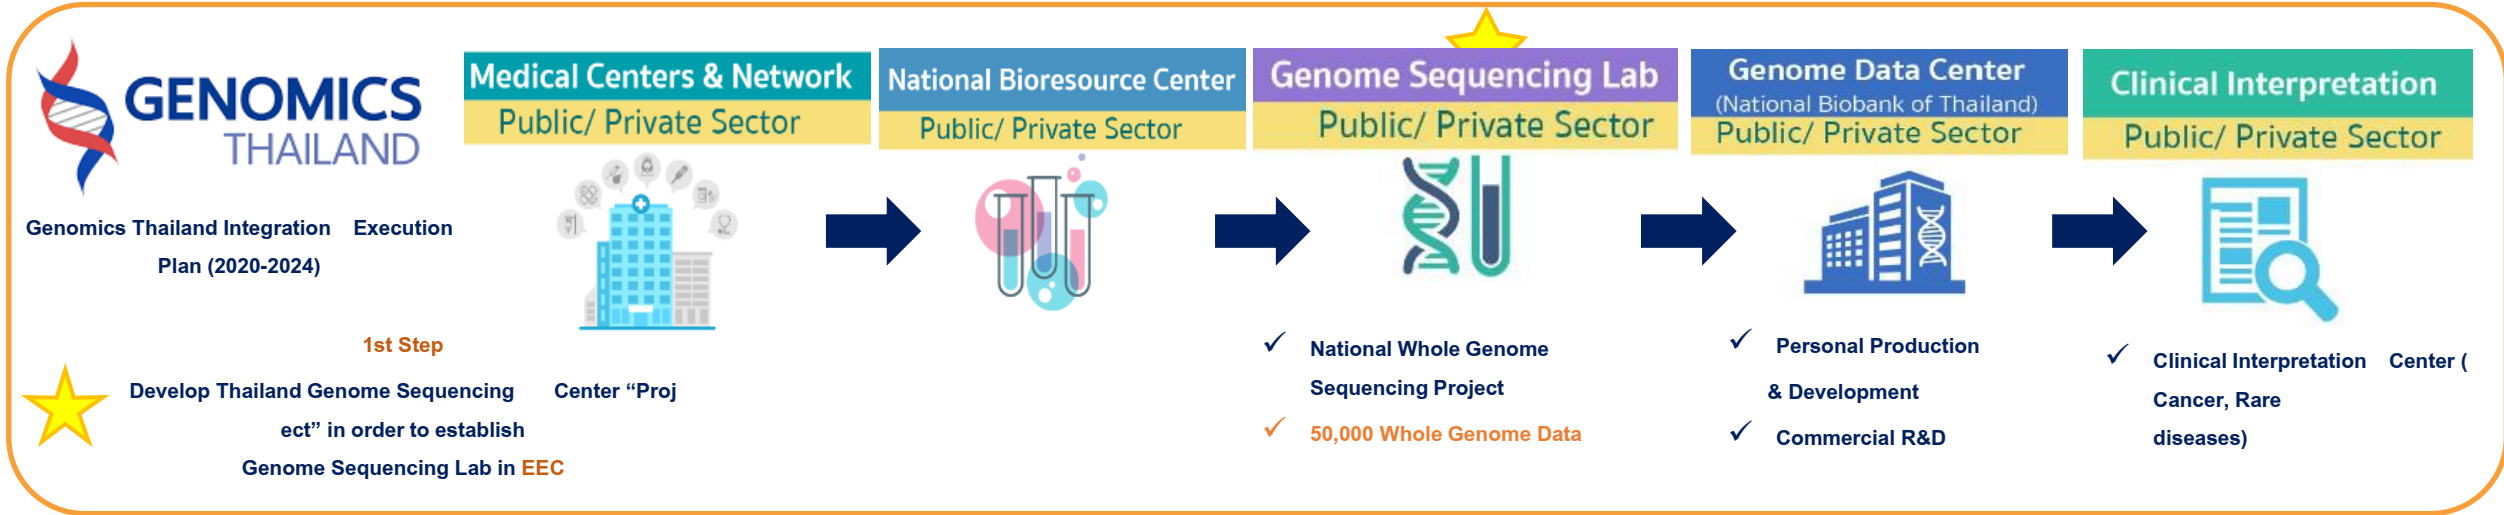 GENOMICS
THAILAND
Genomics Thailand Integration Execution
Plan (2020-2024)
1st Step
Develop Thailand Genome Sequencing Center “Proj
ect” in order to establish
Genome Sequencing Lab in EEC
Medical Centers & Network
Public/ Private Sector
National Bioresource Center
Public/ Private Sector
Genome Sequencing Lab
Public/ Private Sector
✓ National Whole Genome
Sequencing Project
✓ 50,000 Whole Genome Data
Genome Data Center
(National Biobank of Thailand)
Public/ Private Sector
✓ Personal Production
& Development
✓ Commercial R&D
Clinical Interpretation
Public/ Private Sector
✓ Clinical Interpretation Center (
Cancer, Rare
diseases)